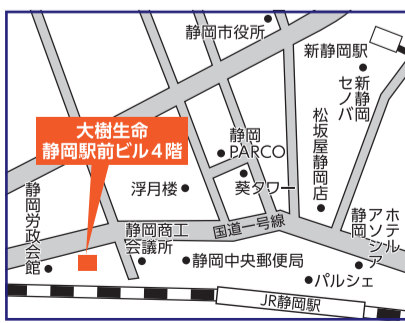 静岡市役所
新静岡駅
新静岡
セノバ
大樹生命
静岡駅前ビル4階
静岡
PARCO
松坂屋静岡店
葵タワー
浮月楼
静岡労政会館
静岡商工
会議所
国道一号線
ホテル
アソシア
静岡
静岡中央郵便局
パルシェ
JR静岡駅